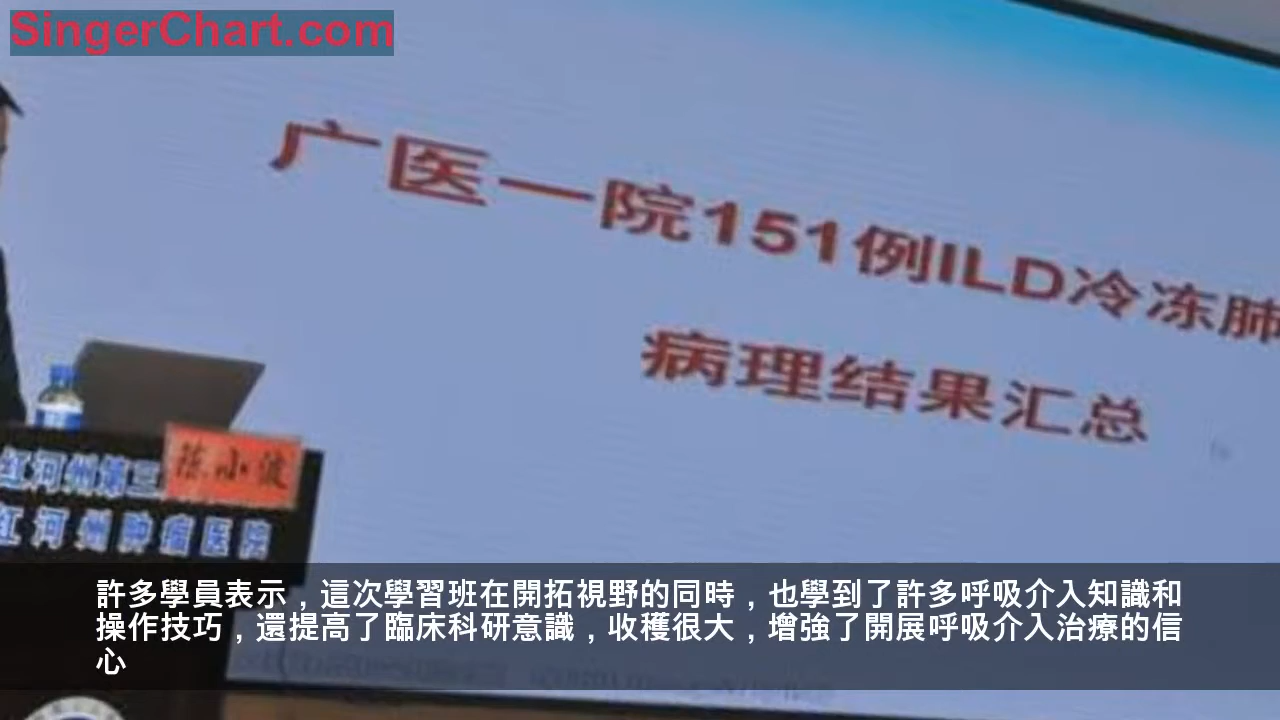 SingerChart.com
广医一院151例ILD冷冻肺
病理结果汇总
陈小波
红河州第三
红河州肿瘤医院
許多學員表示，這次學習班在開拓視野的同時，也學到了許多呼吸介入知識和
操作技巧，還提高了臨床科研意識，收穫很大，增強了開展呼吸介入治療的信
心